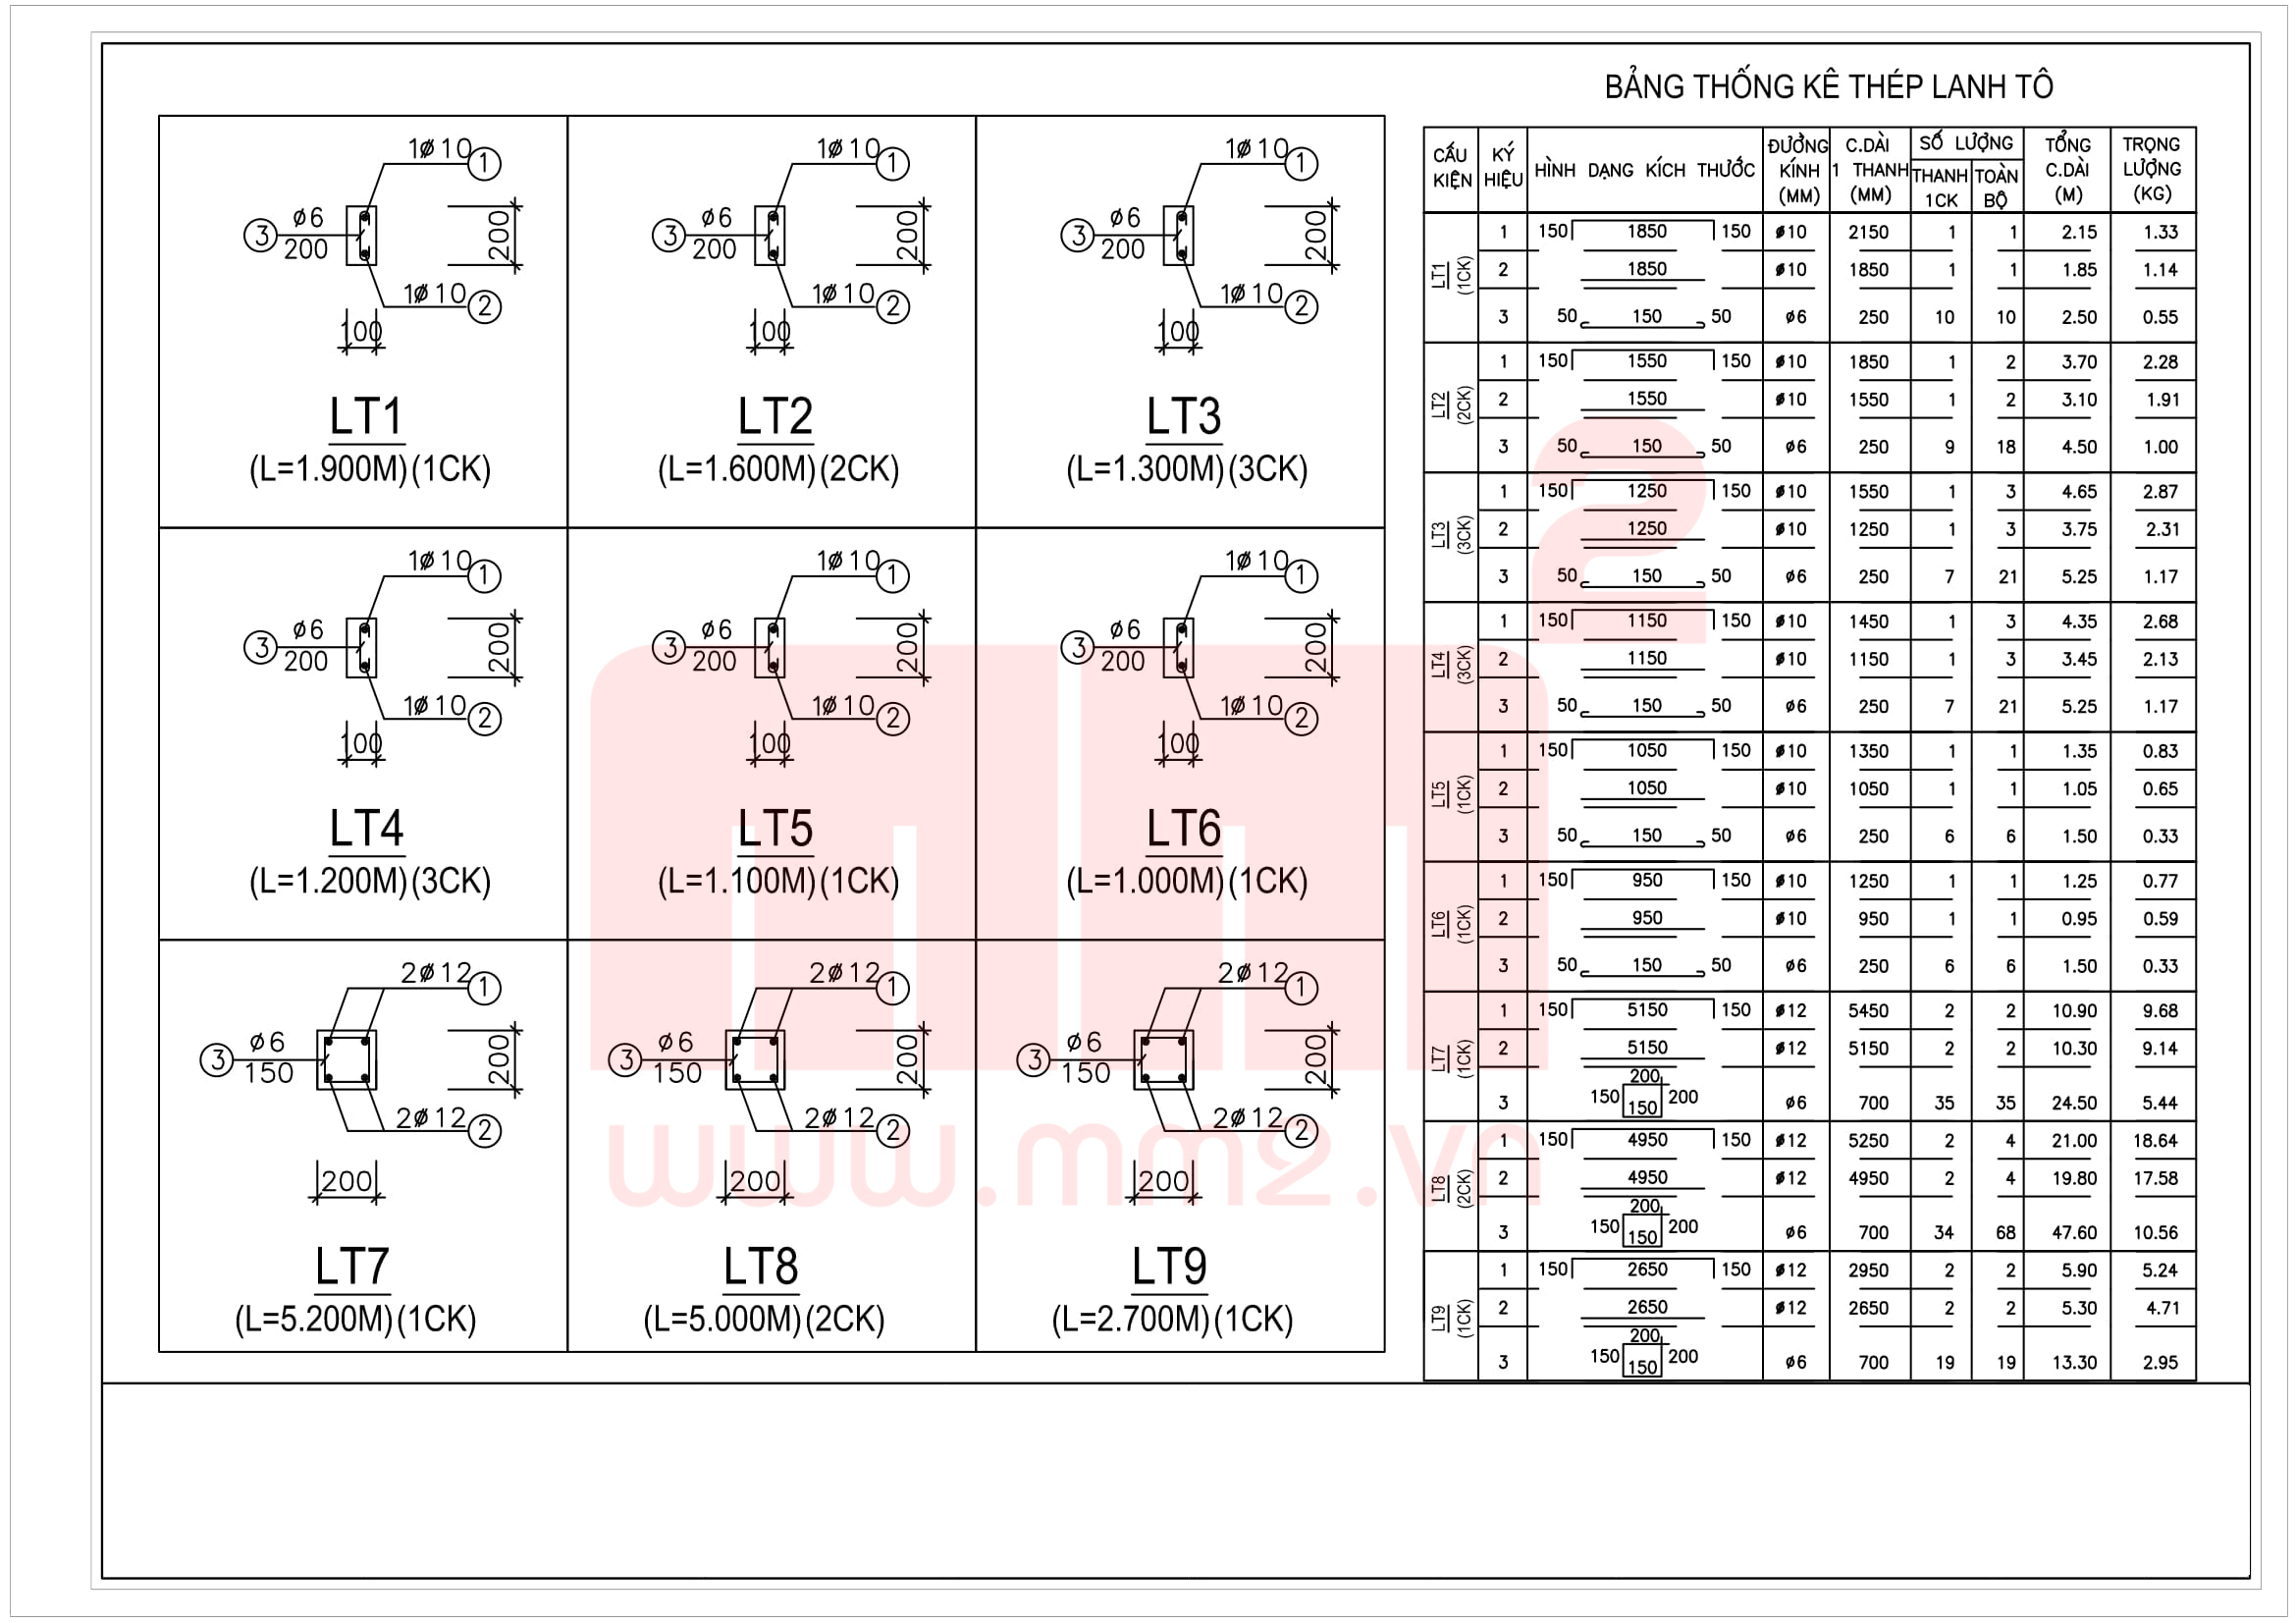 BẢNG THỐNG KÊ THÉP LANH TÔ
1ø10 1
3 ø6 200
200
1ø10 2
100
LT1
(L=1.900M)(1CK)
1ø10 1
3 ø6 200
200
1ø10 2
100
LT2
(L=1.600M)(2CK)
1ø10 1
3 ø6 200
200
1ø10 2
100
LT3
(L=1.300M)(3CK)
1ø10 1
3 ø6 200
200
1ø10 2
100
LT4
(L=1.200M)(3CK)
1ø10 1
3 ø6 200
200
1ø10 2
100
LT5
(L=1.100M)(1CK)
1ø10 1
3 ø6 200
200
1ø10 2
100
LT6
(L=1.000M)(1CK)
2ø12 1
3 ø6 150
200
2ø12 2
200
LT7
(L=5.200M)(1CK)
2ø12 1
3 ø6 150
200
2ø12 2
200
LT8
(L=5.000M)(2CK)
2ø12 1
3 ø6 150
200
2ø12 2
200
LT9
(L=2.700M)(1CK)
CẤU KIỆN
KÝ HIỆU
HÌNH DẠNG KÍCH THƯỚC
ĐƯỜNG KÍNH (MM)
C.DÀI 1 THANH (MM)
SỐ LƯỢNG
THANH 1CK
TOÀN BỘ
TỔNG C.DÀI (M)
TRỌNG LƯỢNG (KG)
LT1 (1CK)
1 150 1850 150 ø10 2150 1 1 2.15 1.33
2 1850 ø10 1850 1 1 1.85 1.14
3 50 150 50 ø6 250 10 10 2.50 0.55
LT2 (2CK)
1 150 1550 150 ø10 1850 1 2 3.70 2.28
2 1550 ø10 1550 1 2 3.10 1.91
3 50 150 50 ø6 250 9 18 4.50 1.00
LT3 (3CK)
1 150 1250 150 ø10 1550 1 3 4.65 2.87
2 1250 ø10 1250 1 3 3.75 2.31
3 50 150 50 ø6 250 7 21 5.25 1.17
LT4 (3CK)
1 150 1150 150 ø10 1450 1 3 4.35 2.68
2 1150 ø10 1150 1 3 3.45 2.13
3 50 150 50 ø6 250 7 21 5.25 1.17
LT5 (1CK)
1 150 1050 150 ø10 1350 1 1 1.35 0.83
2 1050 ø10 1050 1 1 1.05 0.65
3 50 150 50 ø6 250 6 6 1.50 0.33
LT6 (1CK)
1 150 950 150 ø10 1250 1 1 1.25 0.77
2 950 ø10 950 1 1 0.95 0.59
3 50 150 50 ø6 250 6 6 1.50 0.33
LT7 (1CK)
1 150 5150 150 ø12 5450 2 2 10.90 9.68
2 5150 ø12 5150 2 2 10.30 9.14
3 150 200 150 200 ø6 700 35 35 24.50 5.44
LT8 (2CK)
1 150 4950 150 ø12 5250 2 4 21.00 18.64
2 4950 ø12 4950 2 4 19.80 17.58
3 150 200 150 200 ø6 700 34 68 47.60 10.56
LT9 (1CK)
1 150 2650 150 ø12 2950 2 2 5.90 5.24
2 2650 ø12 2650 2 2 5.30 4.71
3 150 200 150 200 ø6 700 19 19 13.30 2.95
www.mm2.vn